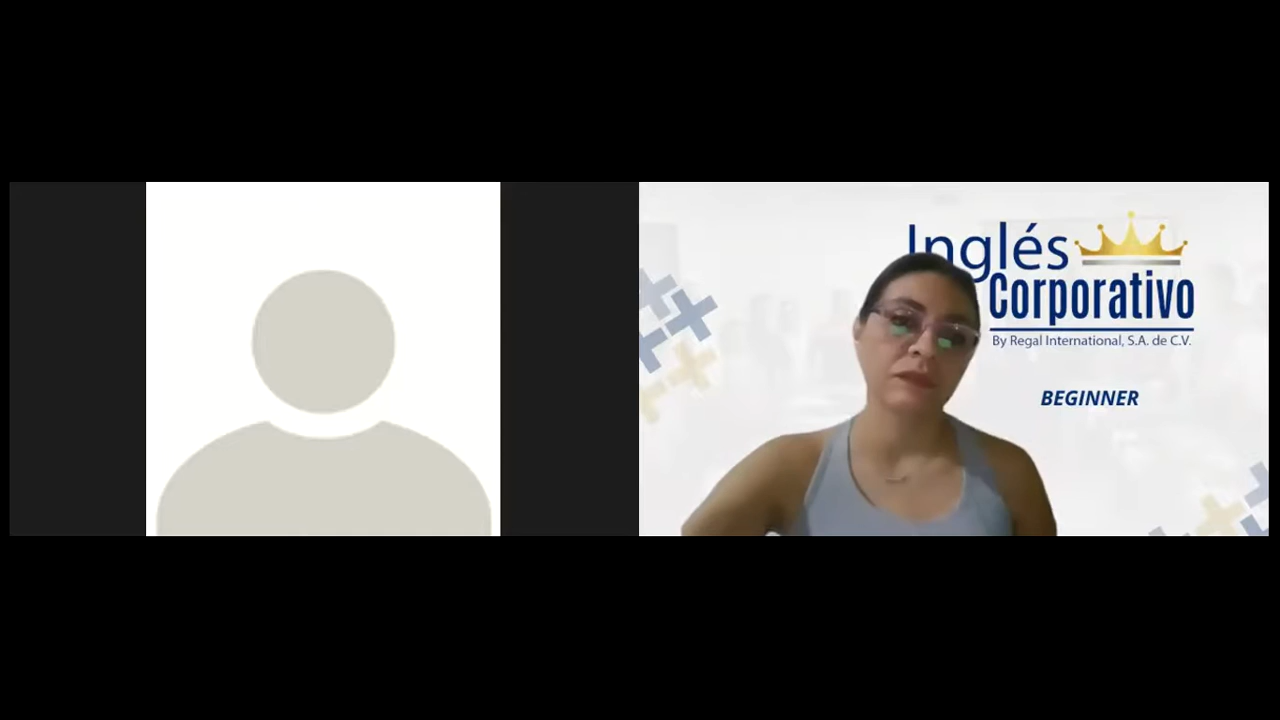 Inglés
Corporativo
By Regal International, S.A. de C.V.
BEGINNER